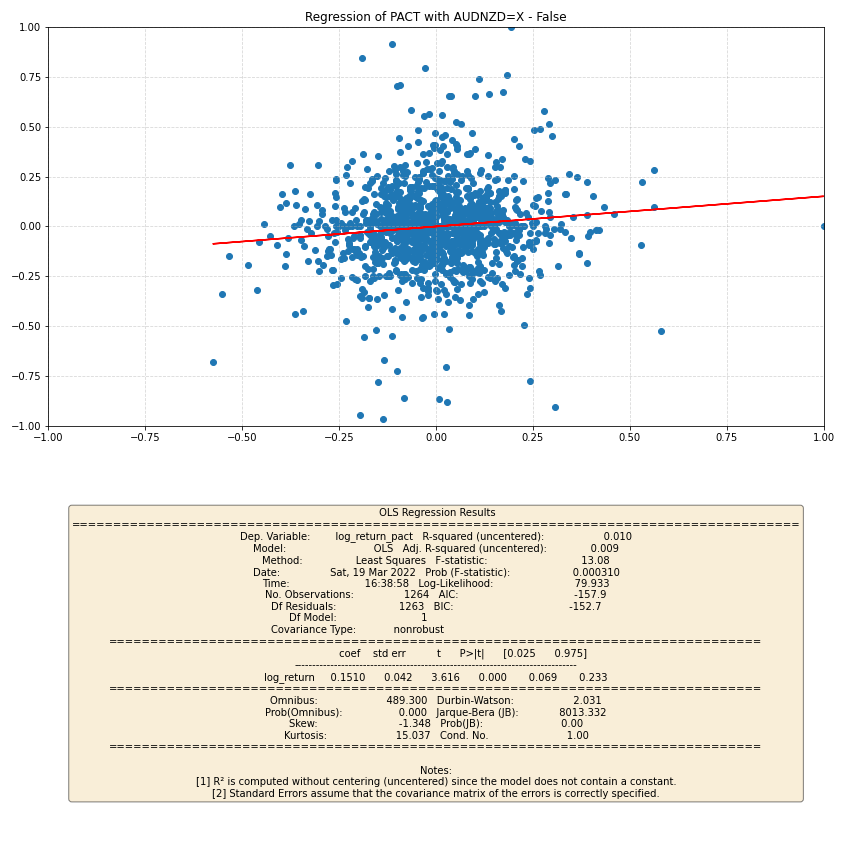 Regression of PACT with AUDNZD=X - False
1.00
0.75
0.50
0.25
0.00
−0.25
−0.50
−0.75
−1.00
−1.00 −0.75 −0.50 −0.25 0.00 0.25 0.50 0.75 1.00
OLS Regression Results
==============================================================================
Dep. Variable: log_return_pact R-squared (uncentered): 0.010
Model: OLS Adj. R-squared (uncentered): 0.009
Method: Least Squares F-statistic: 13.08
Date: Sat, 19 Mar 2022 Prob (F-statistic): 0.000310
Time: 16:38:58 Log-Likelihood: 79.933
No. Observations: 1264 AIC: -157.9
Df Residuals: 1263 BIC: -152.7
Df Model: 1
Covariance Type: nonrobust
==============================================================================
coef std err t P>|t| [0.025 0.975]
------------------------------------------------------------------------------
log_return 0.1510 0.042 3.616 0.000 0.069 0.233
==============================================================================
Omnibus: 489.300 Durbin-Watson: 2.031
Prob(Omnibus): 0.000 Jarque-Bera (JB): 8013.332
Skew: -1.348 Prob(JB): 0.00
Kurtosis: 15.037 Cond. No. 1.00
==============================================================================
Notes:
[1] R² is computed without centering (uncentered) since the model does not contain a constant.
[2] Standard Errors assume that the covariance matrix of the errors is correctly specified.